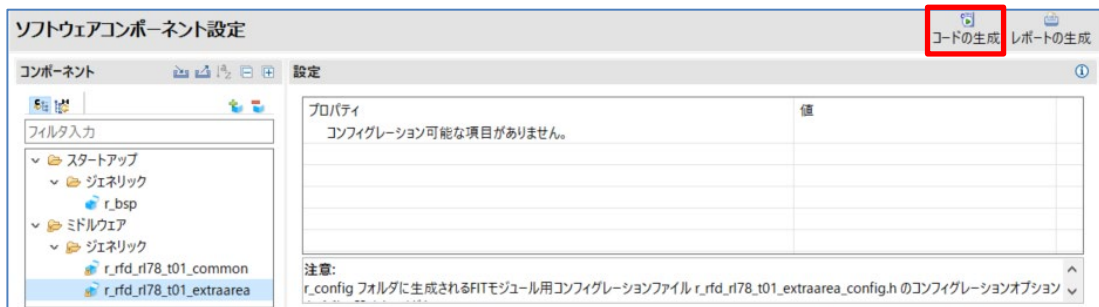 ソフトウェアコンポーネント設定
コードの生成 レポートの生成
コンポーネント
設定
フィルタ入力
スタートアップ
ジェネリック
r_bsp
ミドルウェア
ジェネリック
r_rfd_rl78_t01_common
r_rfd_rl78_t01_extraarea
プロパティ 値
コンフィグレーション可能な項目がありません。
注意:
r_config フォルダに生成されるFITモジュール用コンフィグレーションファイル r_rfd_rl78_t01_extraarea_config.h のコンフィグレーションオプション